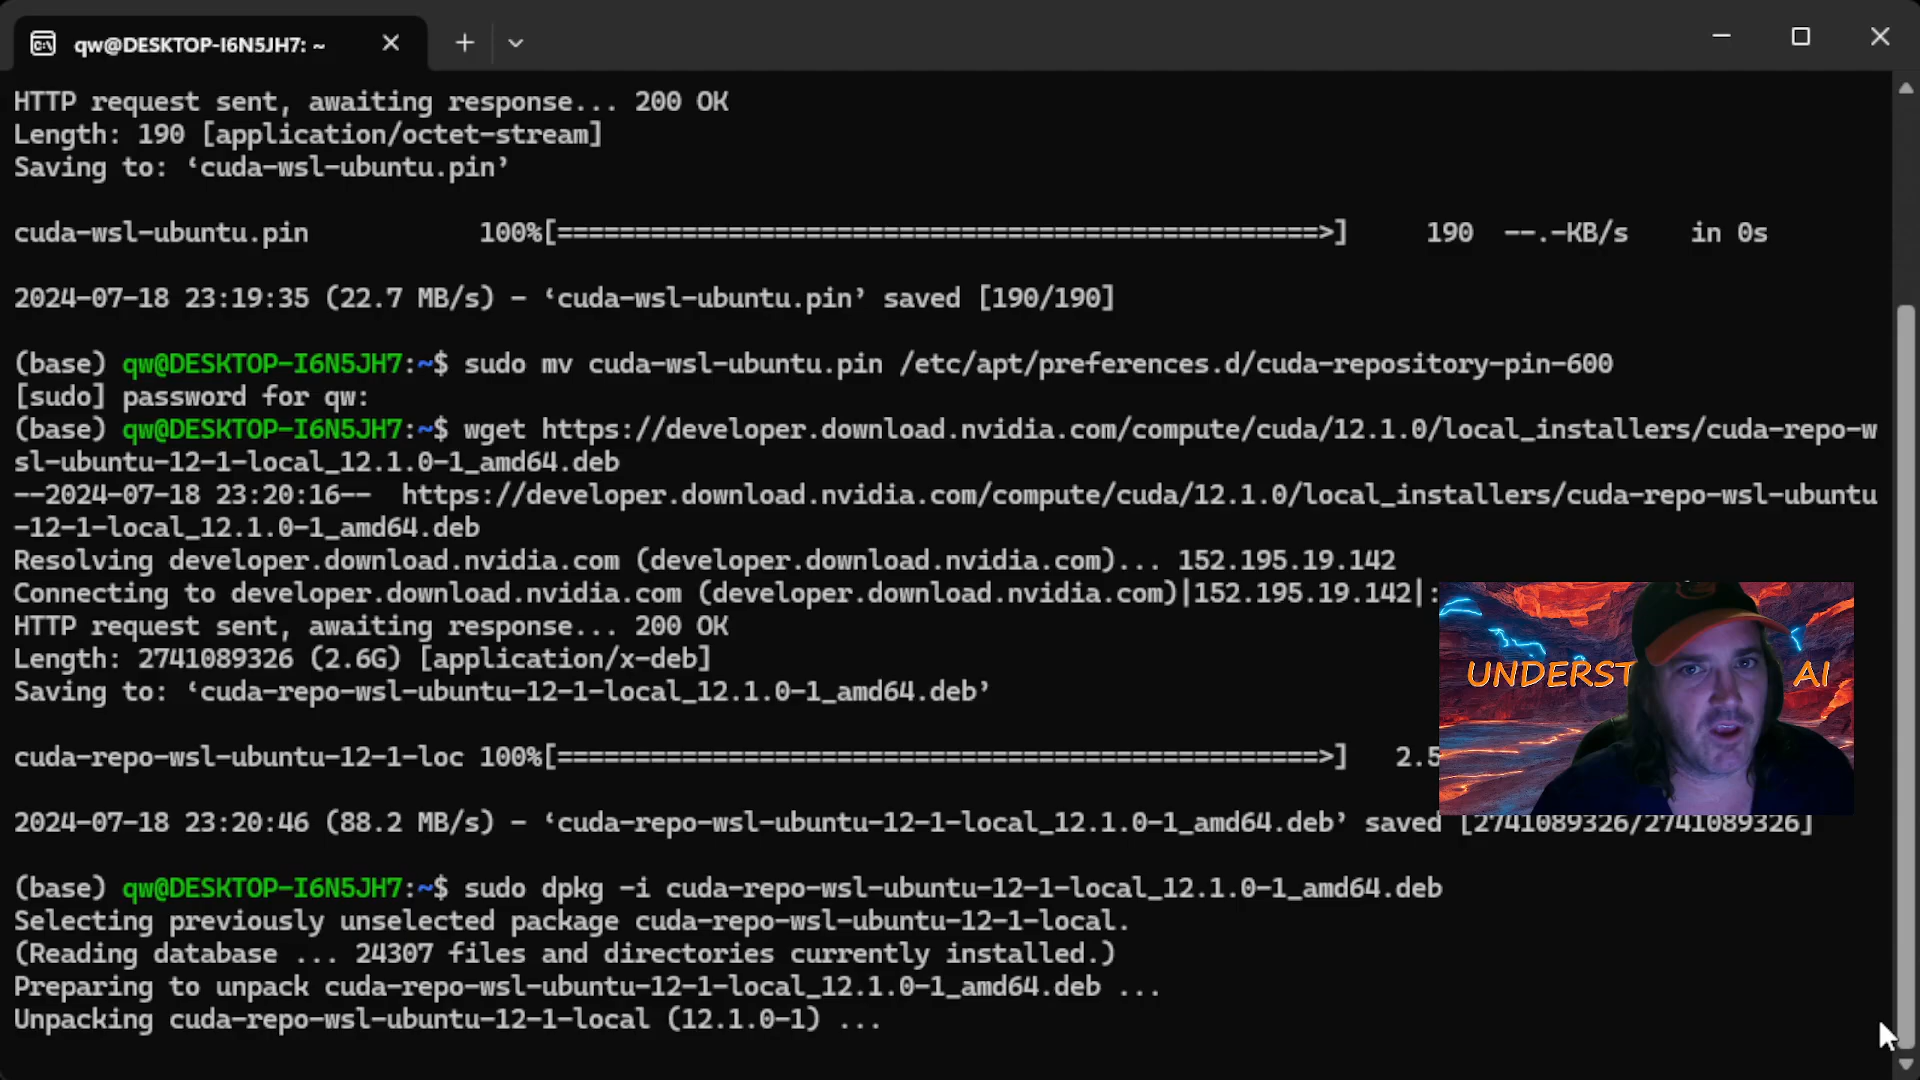 qw@DESKTOP-I6N5JH7: ~
HTTP request sent, awaiting response... 200 OK
Length: 190 [application/octet-stream]
Saving to: ‘cuda-wsl-ubuntu.pin’
cuda-wsl-ubuntu.pin 100%[=================================================>] 190 --.-KB/s in 0s
2024-07-18 23:19:35 (22.7 MB/s) - ‘cuda-wsl-ubuntu.pin’ saved [190/190]
(base) qw@DESKTOP-I6N5JH7:~$ sudo mv cuda-wsl-ubuntu.pin /etc/apt/preferences.d/cuda-repository-pin-600
[sudo] password for qw:
(base) qw@DESKTOP-I6N5JH7:~$ wget https://developer.download.nvidia.com/compute/cuda/12.1.0/local_installers/cuda-repo-w
sl-ubuntu-12-1-local_12.1.0-1_amd64.deb
--2024-07-18 23:20:16-- https://developer.download.nvidia.com/compute/cuda/12.1.0/local_installers/cuda-repo-wsl-ubuntu
-12-1-local_12.1.0-1_amd64.deb
Resolving developer.download.nvidia.com (developer.download.nvidia.com)... 152.195.19.142
Connecting to developer.download.nvidia.com (developer.download.nvidia.com)|152.195.19.142|:
HTTP request sent, awaiting response... 200 OK
Length: 2741089326 (2.6G) [application/x-deb]
UNDERST AI
Saving to: ‘cuda-repo-wsl-ubuntu-12-1-local_12.1.0-1_amd64.deb’
cuda-repo-wsl-ubuntu-12-1-loc 100%[=================================================>] 2.5
2024-07-18 23:20:46 (88.2 MB/s) - ‘cuda-repo-wsl-ubuntu-12-1-local_12.1.0-1_amd64.deb’ saved [2741089326/2741089326]
(base) qw@DESKTOP-I6N5JH7:~$ sudo dpkg -i cuda-repo-wsl-ubuntu-12-1-local_12.1.0-1_amd64.deb
Selecting previously unselected package cuda-repo-wsl-ubuntu-12-1-local.
(Reading database ... 24307 files and directories currently installed.)
Preparing to unpack cuda-repo-wsl-ubuntu-12-1-local_12.1.0-1_amd64.deb ...
Unpacking cuda-repo-wsl-ubuntu-12-1-local (12.1.0-1) ...